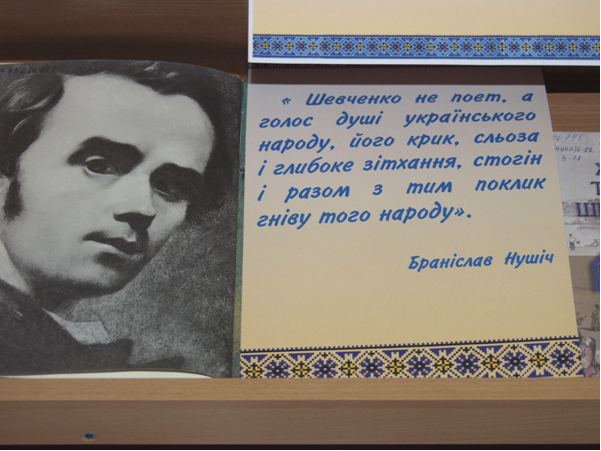 « Шевченко не поет, а
голос душі українського
народу, його крик, сльоза
і глибоке зітхання, стогін
і разом з тим поклик
гніву того народу».
Браніслав Нушіч